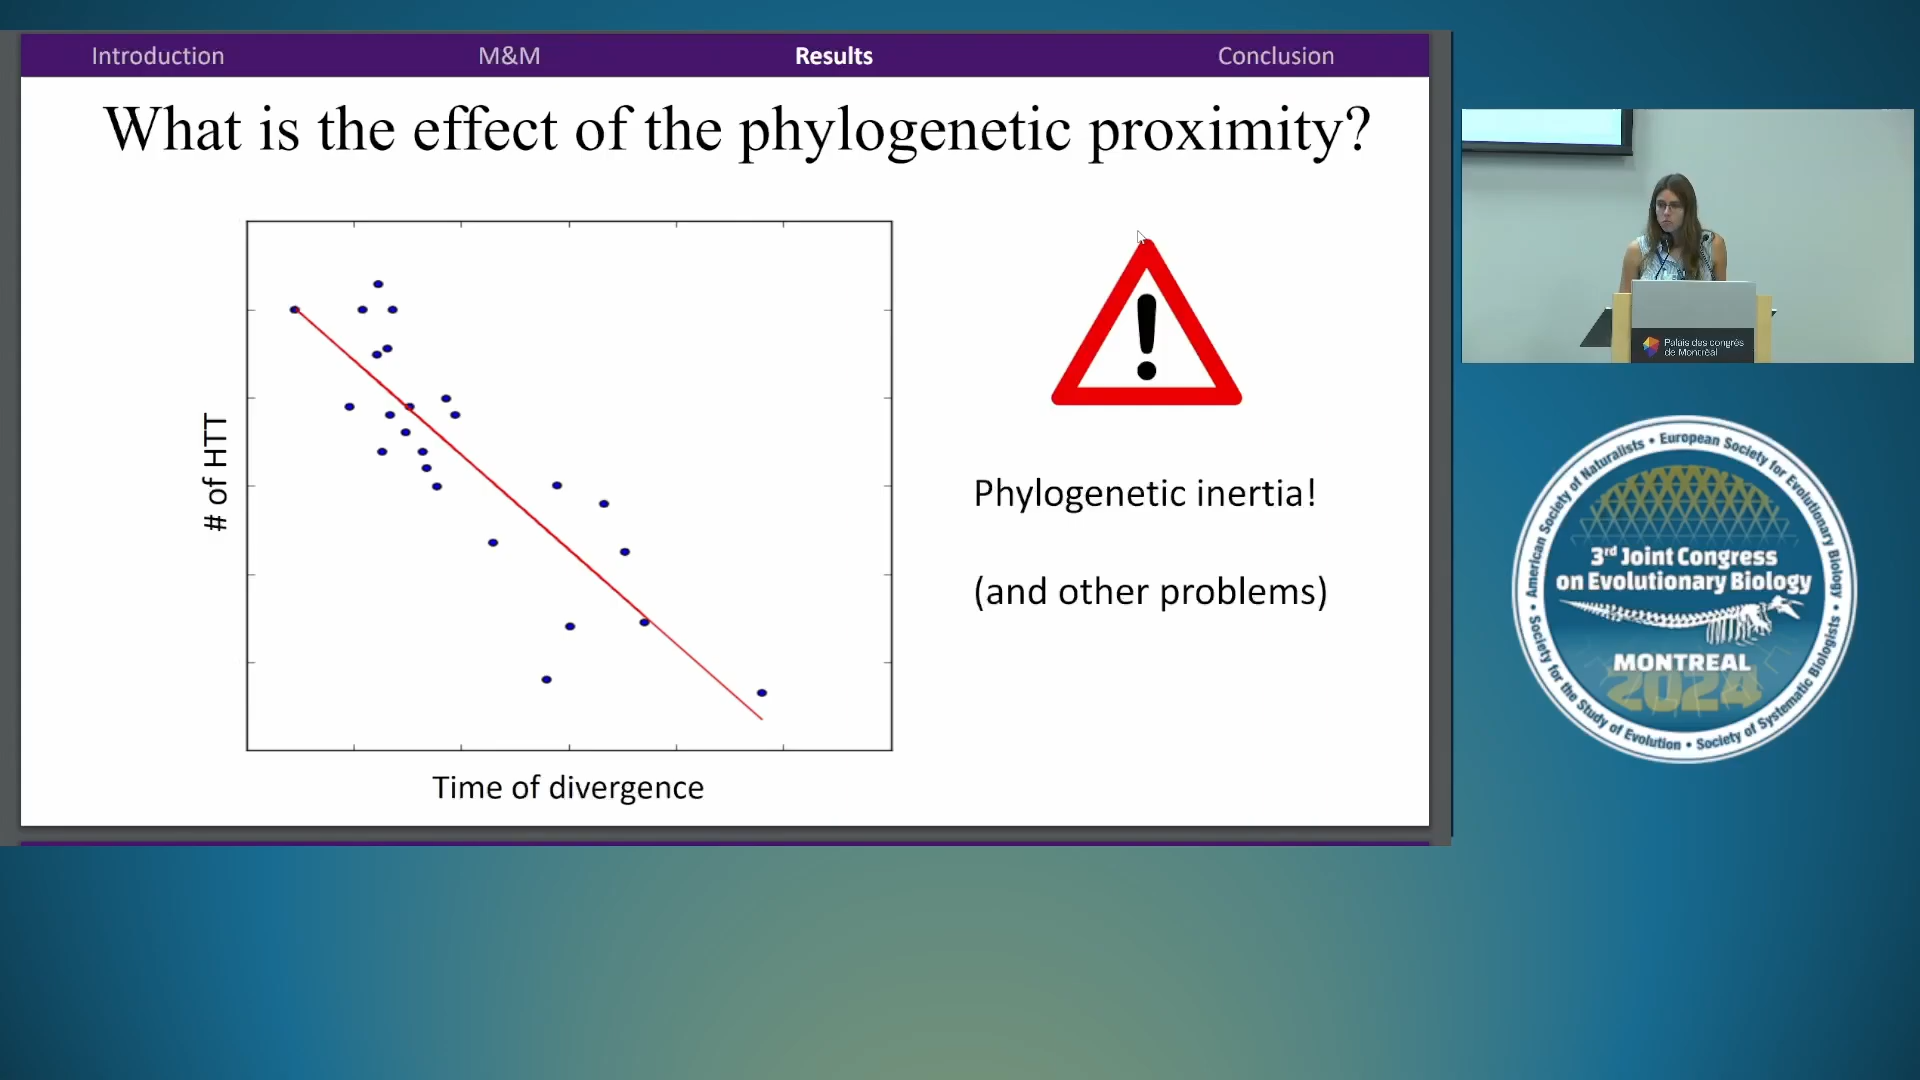 Introduction
M&M
Results
Conclusion
What is the effect of the phylogenetic proximity?
# of HTT
Time of divergence
!
Phylogenetic inertia!
(and other problems)
Palais des congrès
de Montréal
American Society of Naturalists • European Society for Evolutionary Biology •
3rd Joint Congress
on Evolutionary Biology
MONTREAL
2024
Society for the Study of Evolution • Society of Systematic Biologists •